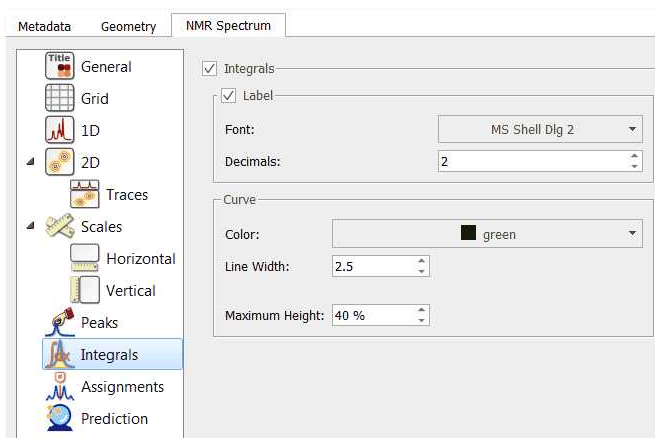 Metadata Geometry NMR Spectrum
Title
General
Grid
1D
2D
Traces
Scales
Horizontal
Vertical
Peaks
Integrals
Assignments
Prediction
Integrals
Label
Font: MS Shell Dlg 2
Decimals: 2
Curve
Color: green
Line Width: 2.5
Maximum Height: 40 %